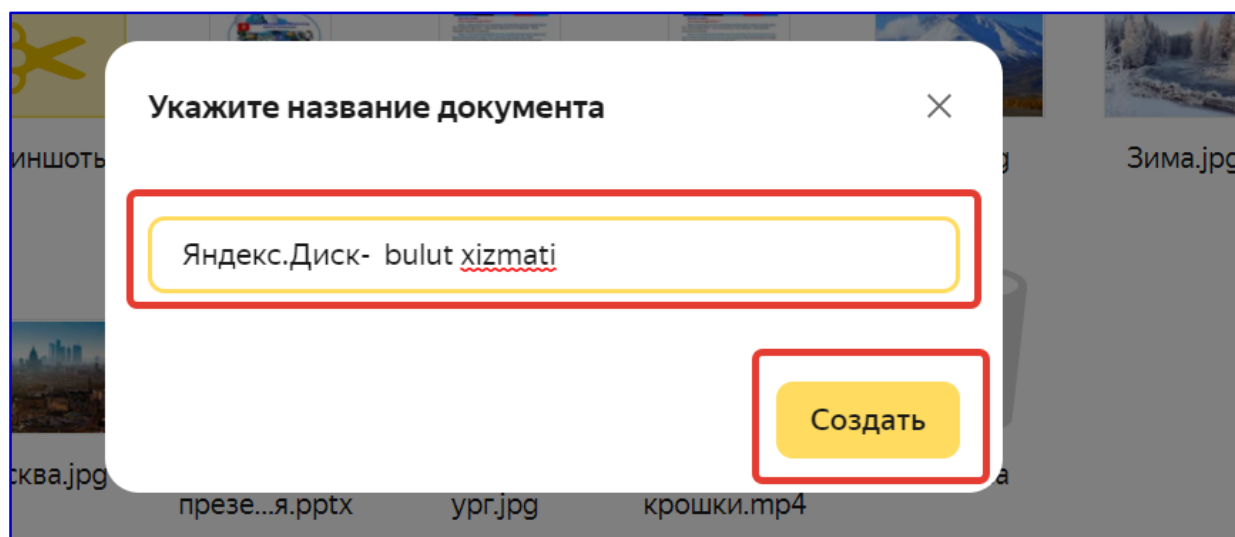 Укажите название документа
иншоты
Зима.jpg
Яндекс.Диск-  bulut xizmati
Создать
сква.jpg
презе...я.pptx
ург.jpg
крошки.mp4